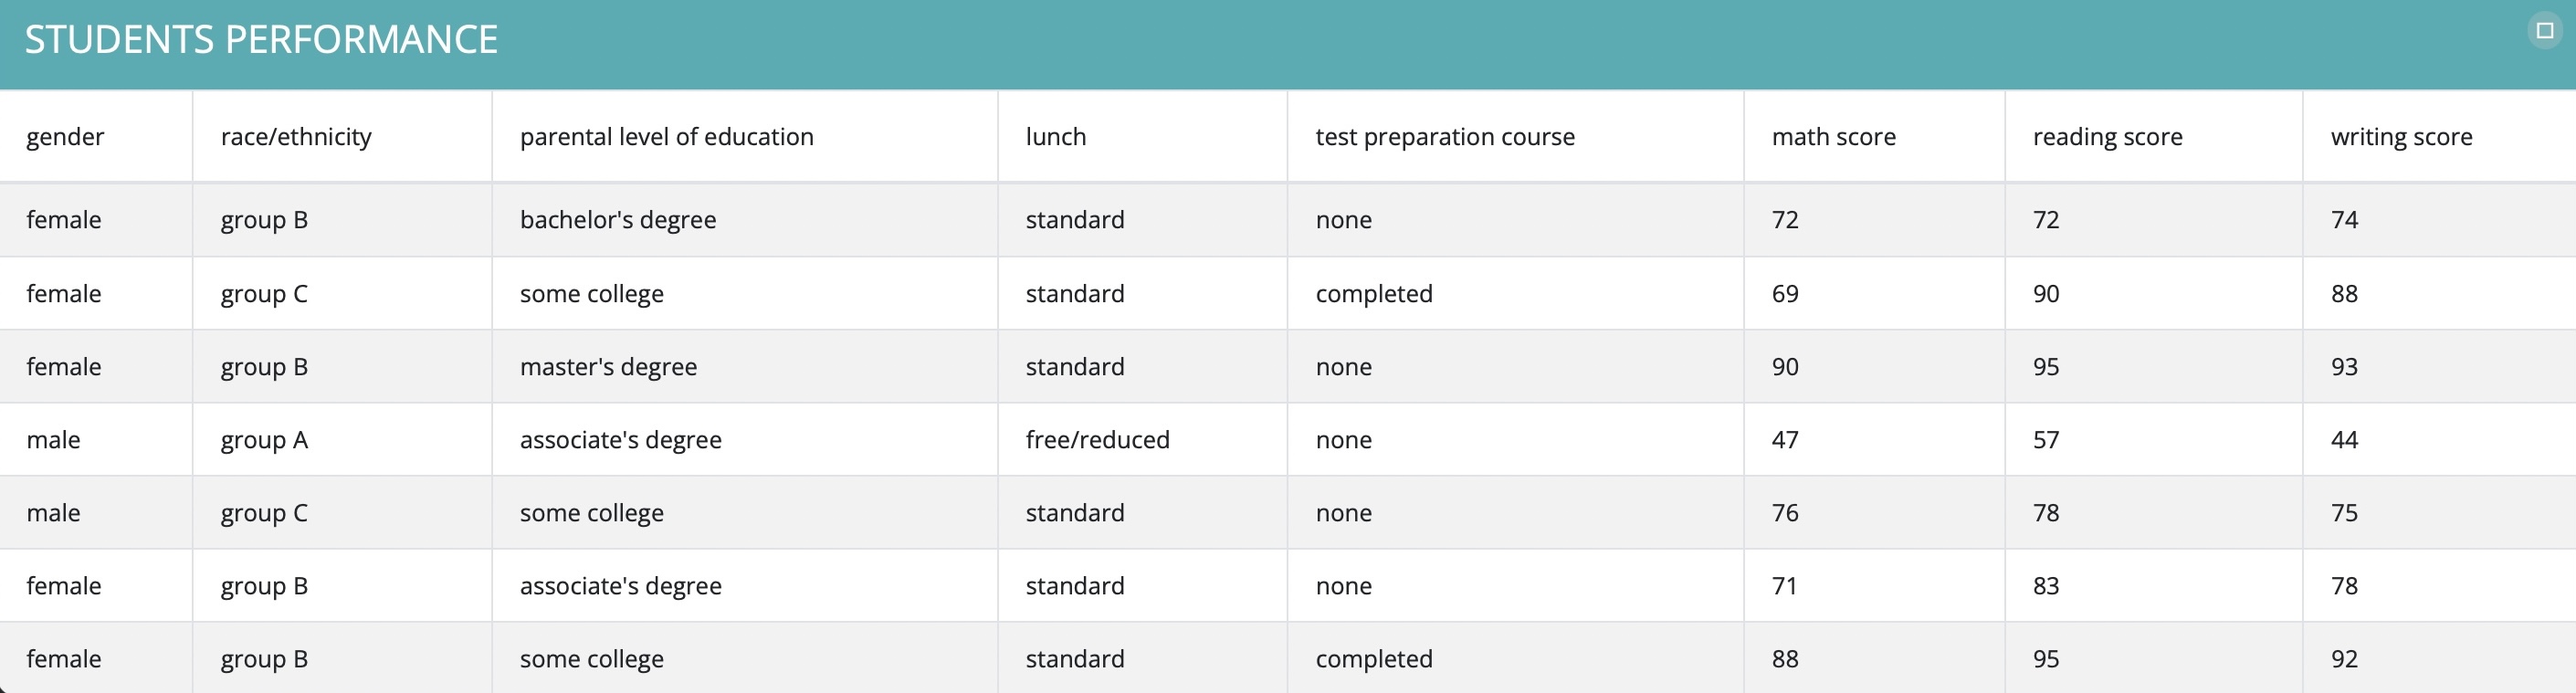 STUDENTS PERFORMANCE
gender race/ethnicity parental level of education lunch test preparation course math score reading score writing score
female group B bachelor's degree standard none 72 72 74
female group C some college standard completed 69 90 88
female group B master's degree standard none 90 95 93
male group A associate's degree free/reduced none 47 57 44
male group C some college standard none 76 78 75
female group B associate's degree standard none 71 83 78
female group B some college standard completed 88 95 92